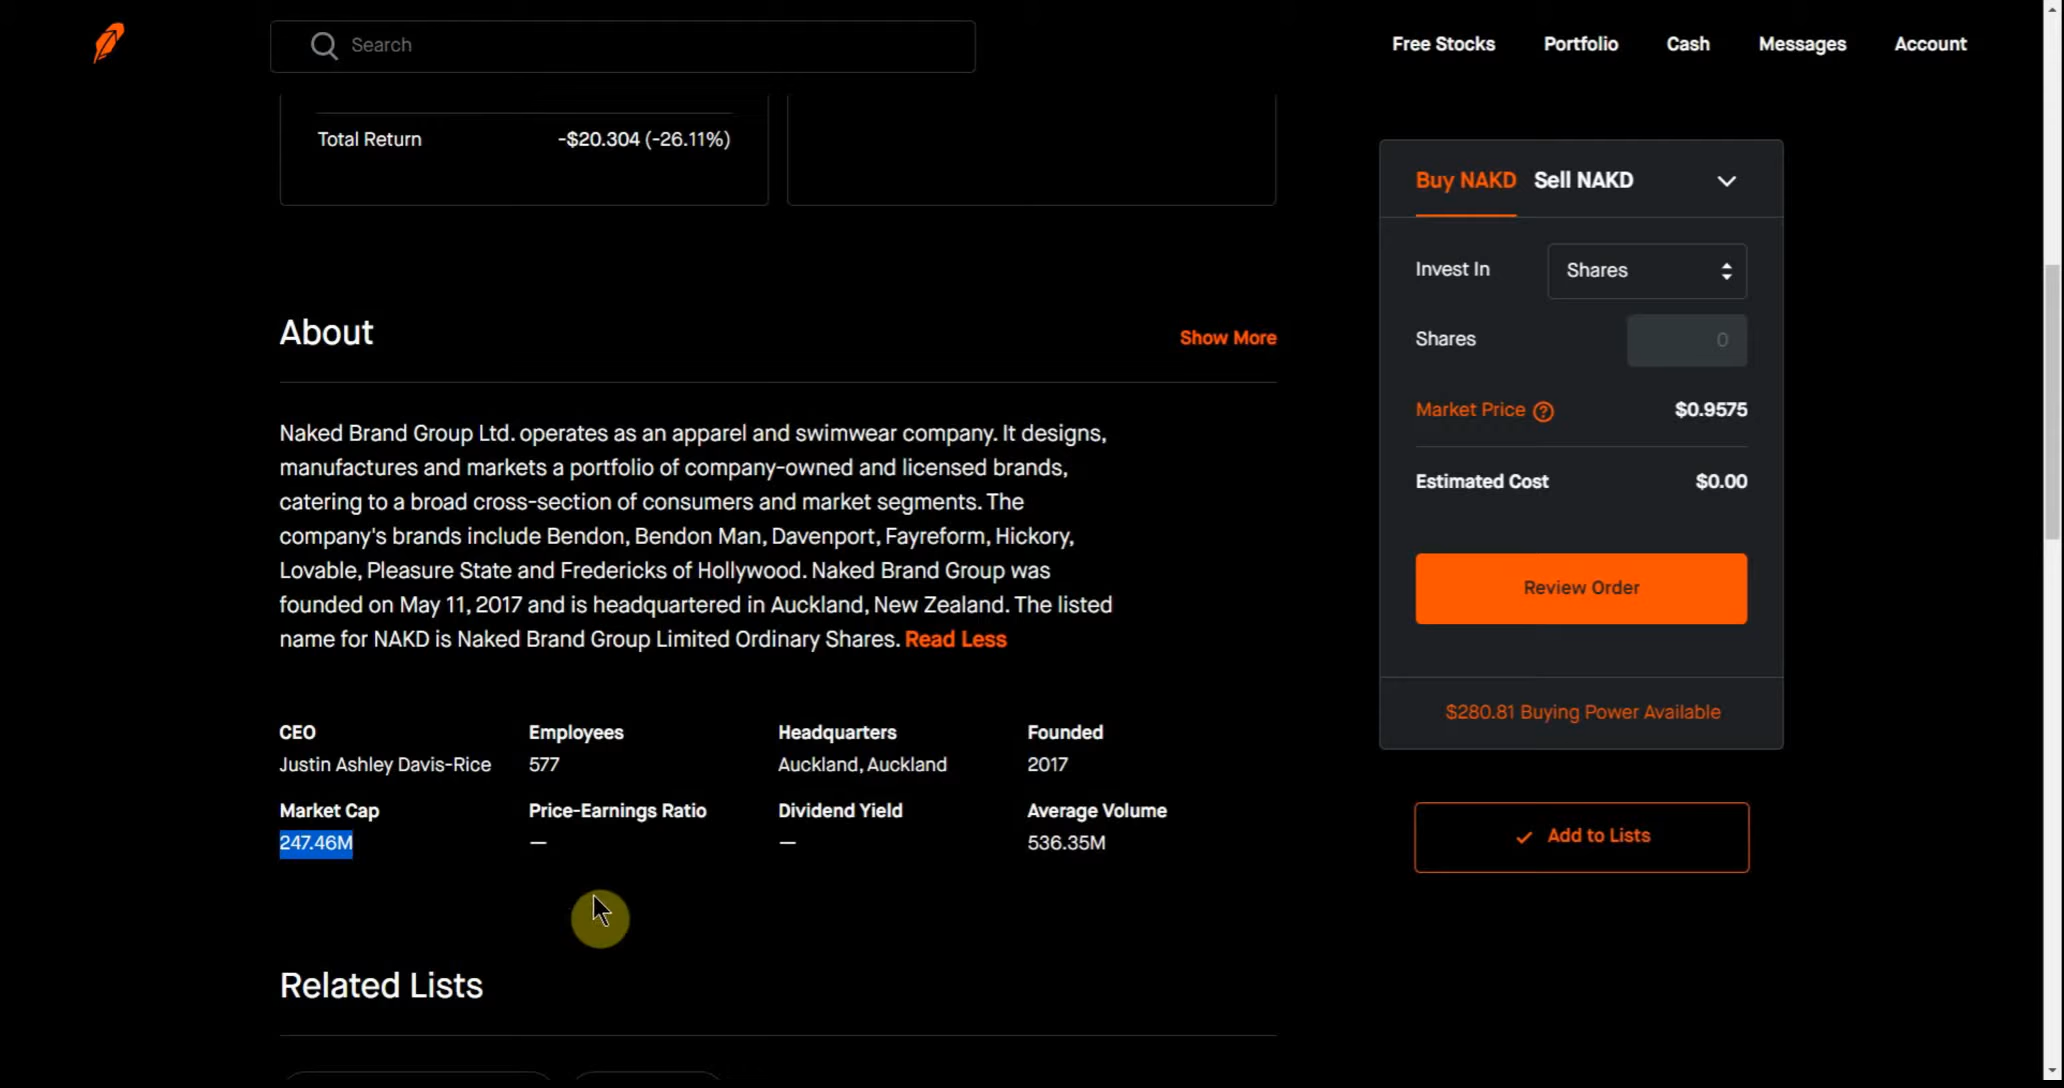 Search
Free Stocks Portfolio Cash Messages Account
Total Return -$20.304 (-26.11%)
Buy NAKD Sell NAKD
Invest In Shares
Shares 0
Market Price ? $0.9575
Estimated Cost $0.00
Review Order
$280.81 Buying Power Available
Add to Lists
About Show More
Naked Brand Group Ltd. operates as an apparel and swimwear company. It designs,
manufactures and markets a portfolio of company-owned and licensed brands,
catering to a broad cross-section of consumers and market segments. The
company's brands include Bendon, Bendon Man, Davenport, Fayreform, Hickory,
Lovable, Pleasure State and Fredericks of Hollywood. Naked Brand Group was
founded on May 11, 2017 and is headquartered in Auckland, New Zealand. The listed
name for NAKD is Naked Brand Group Limited Ordinary Shares. Read Less
CEO Employees Headquarters Founded
Justin Ashley Davis-Rice 577 Auckland, Auckland 2017
Market Cap Price-Earnings Ratio Dividend Yield Average Volume
247.46M — — 536.35M
Related Lists